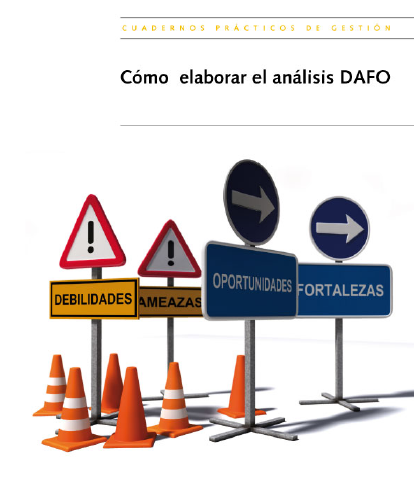 CUADERNOS PRÁCTICOS DE GESTIÓN
Cómo elaborar el análisis DAFO
DEBILIDADES
AMEAZAS
OPORTUNIDADES
FORTALEZAS